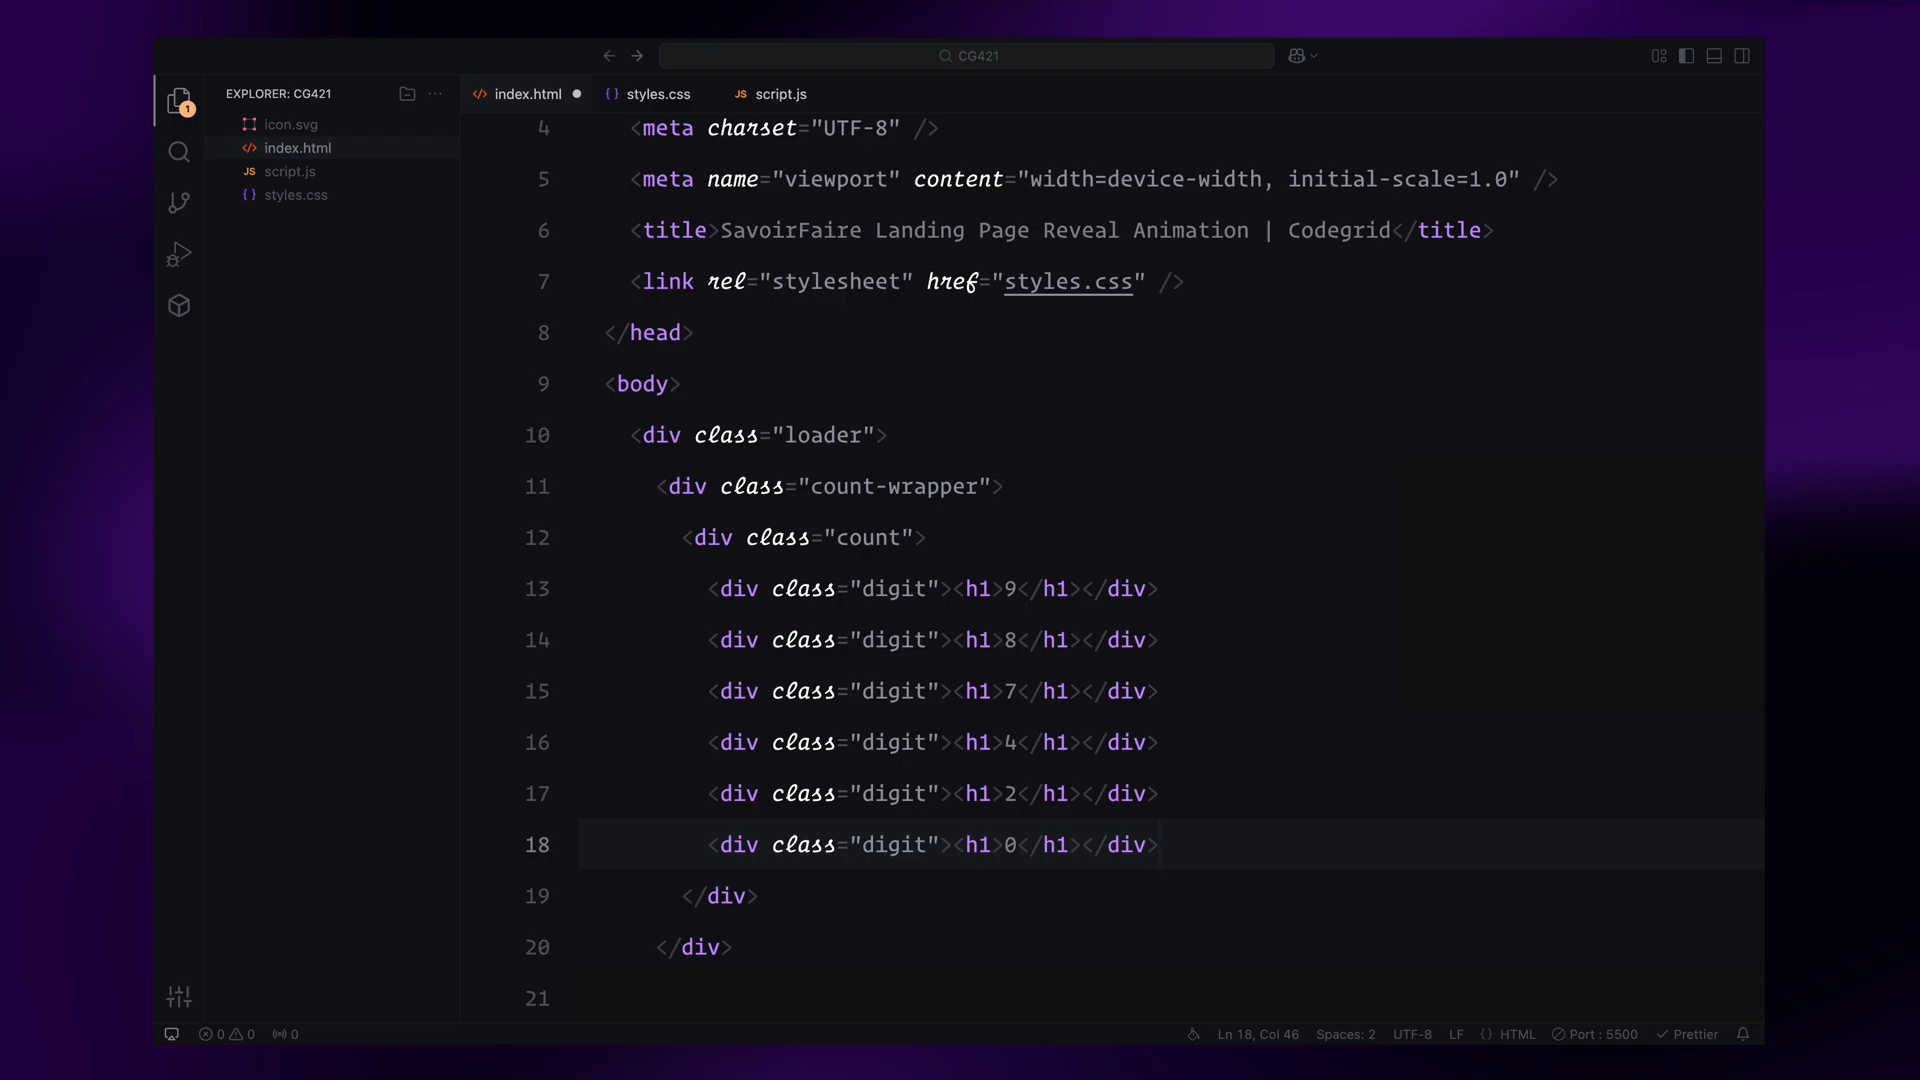 CG421
1
EXPLORER: CG421
icon.svg
index.html
JS script.js
{ } styles.css
</> index.html
{ } styles.css
JS script.js
4 <meta charset="UTF-8" />
5 <meta name="viewport" content="width=device-width, initial-scale=1.0" />
6 <title>SavoirFaire Landing Page Reveal Animation | Codegrid</title>
7 <link rel="stylesheet" href="styles.css" />
8 </head>
9 <body>
10 <div class="loader">
11 <div class="count-wrapper">
12 <div class="count">
13 <div class="digit"><h1>9</h1></div>
14 <div class="digit"><h1>8</h1></div>
15 <div class="digit"><h1>7</h1></div>
16 <div class="digit"><h1>4</h1></div>
17 <div class="digit"><h1>2</h1></div>
18 <div class="digit"><h1>0</h1></div>
19 </div>
20 </div>
21
0 0 0 Ln 18, Col 46 Spaces: 2 UTF-8 LF { } HTML Port : 5500 Prettier